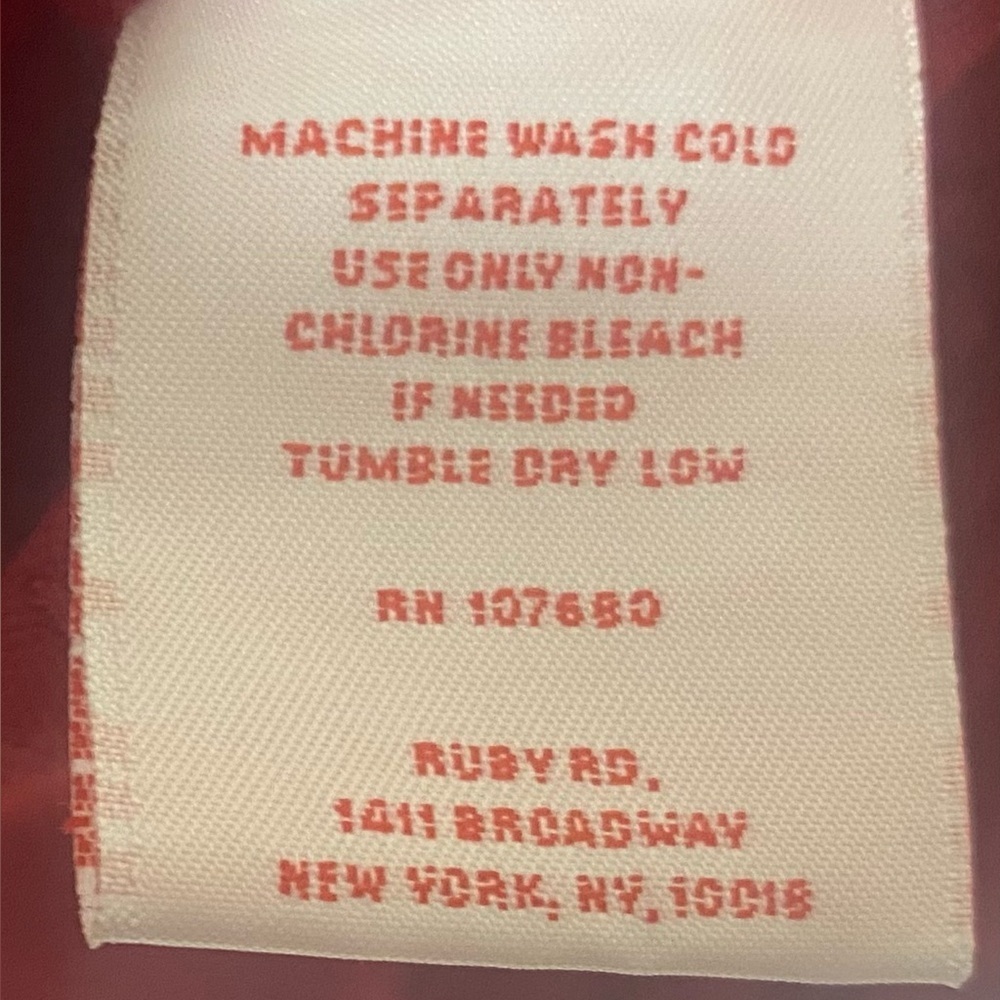 MACHINE WASH COLD
SEPARATELY
USE ONLY NON-
CHLORINE BLEACH
IF NEEDED
TUMBLE DRY LOW
RN 107680
RUBY RD.
1411 BROADWAY
NEW YORK, NY, 10018